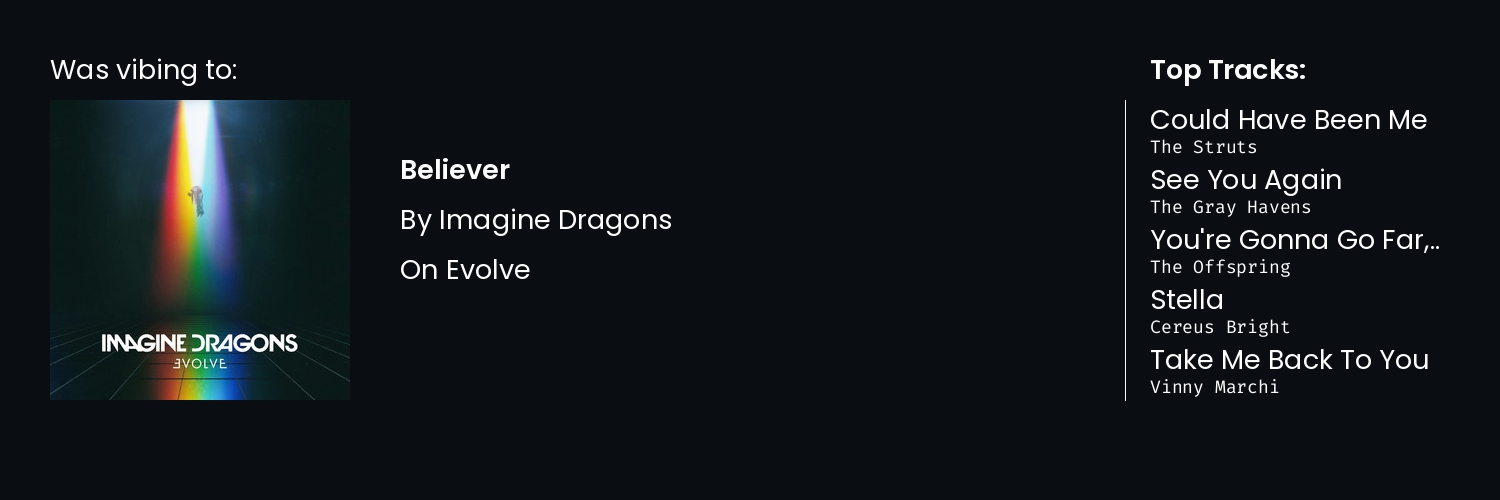 Was vibing to:
IMAGINE DRAGONS
EVOLVE
Believer
By Imagine Dragons
On Evolve
Top Tracks:
Could Have Been Me
The Struts
See You Again
The Gray Havens
You're Gonna Go Far,..
The Offspring
Stella
Cereus Bright
Take Me Back To You
Vinny Marchi